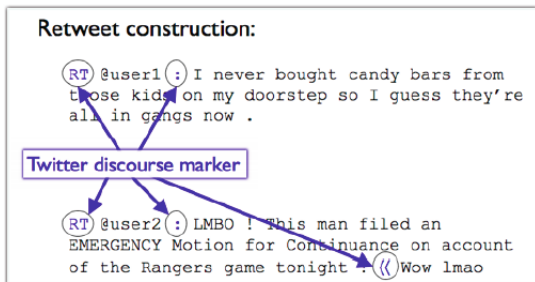 Retweet construction:
RT @user1 : I never bought candy bars from
those kids on my doorstep so I guess they're
all in gangs now .
Twitter discourse marker
RT @user2 : LMBO ! This man filed an
EMERGENCY Motion for Continuance on account
of the Rangers game tonight ! « Wow lmao